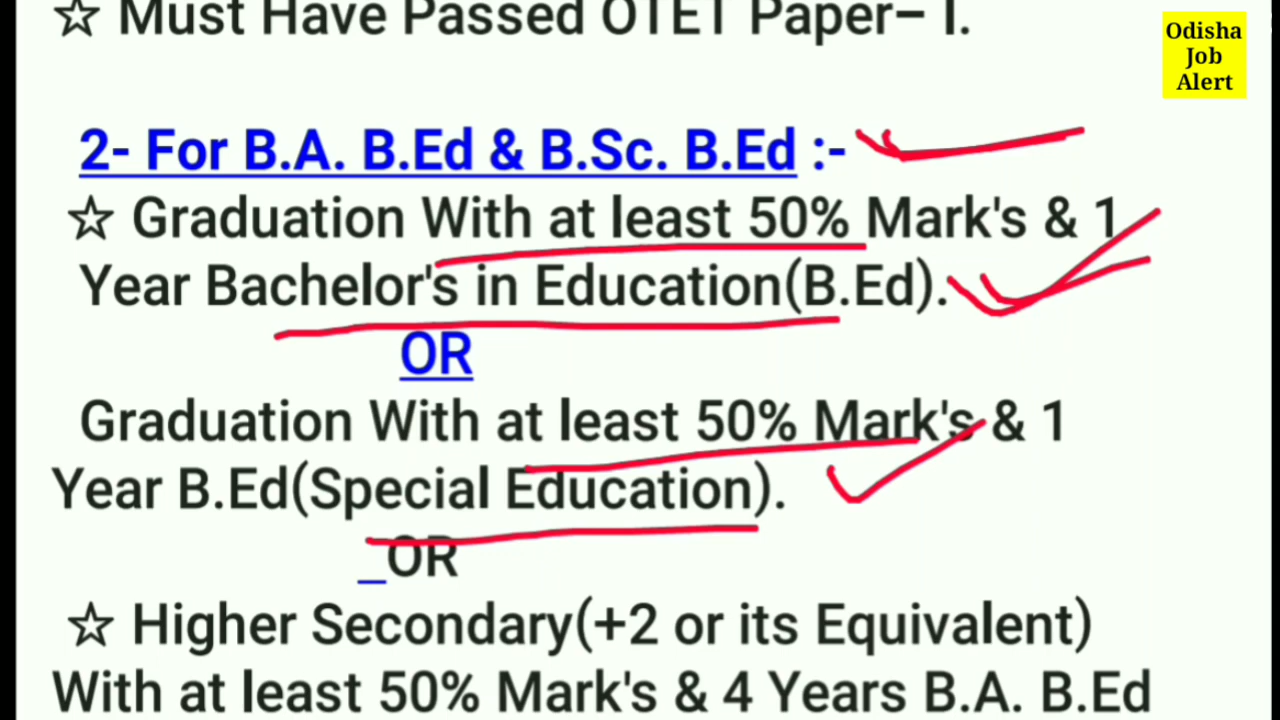 ☆ Must Have Passed OTET Paper– I.
Odisha
Job
Alert
2- For B.A. B.Ed & B.Sc. B.Ed :-
☆ Graduation With at least 50% Mark's & 1
Year Bachelor's in Education(B.Ed).
OR
Graduation With at least 50% Mark's & 1
Year B.Ed(Special Education).
_OR
☆ Higher Secondary(+2 or its Equivalent)
With at least 50% Mark's & 4 Years B.A. B.Ed